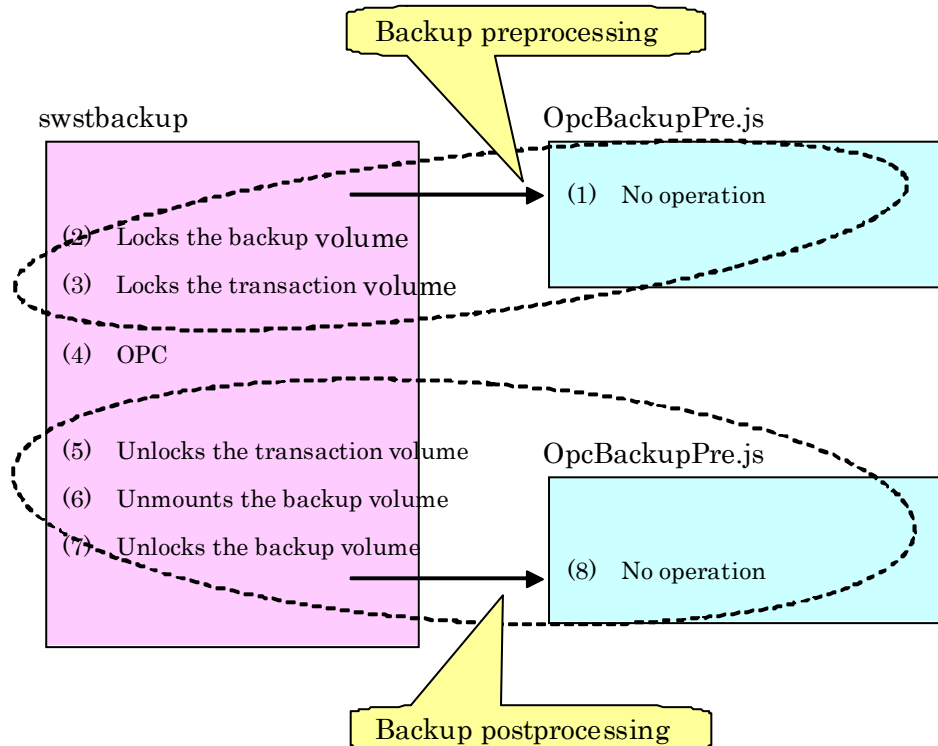 Backup preprocessing
swstbackup
OpcBackupPre.js
(1) No operation
(2) Locks the backup volume
(3) Locks the transaction volume
(4) OPC
(5) Unlocks the transaction volume
(6) Unmounts the backup volume
(7) Unlocks the backup volume
OpcBackupPre.js
(8) No operation
Backup postprocessing